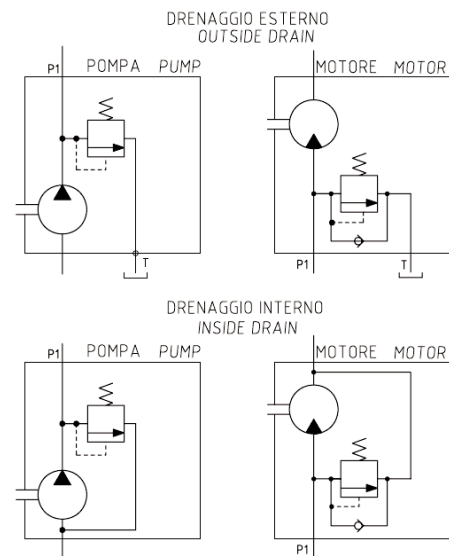 DRENAGGIO ESTERNO
OUTSIDE DRAIN
P1 POMPA PUMP
MOTORE MOTOR
T
P1 T
DRENAGGIO INTERNO
INSIDE DRAIN
P1 POMPA PUMP
MOTORE MOTOR
P1